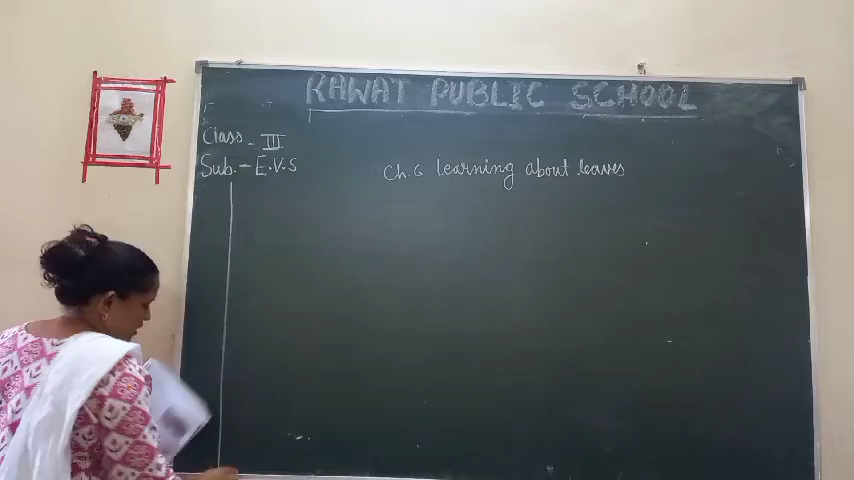 RAWAT PUBLIC SCHOOL
Class - III
Sub. - E.V.S
Ch. 6 learning about leaves